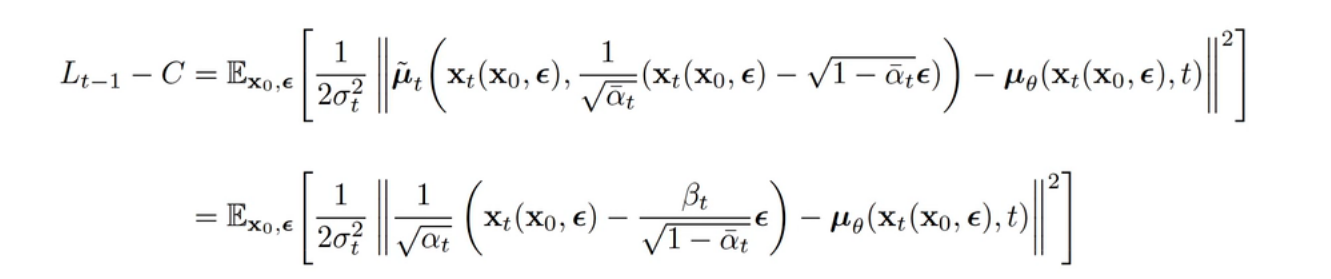 $L_{t-1} - C = \mathbb{E}_{\mathbf{x}_0, \boldsymbol{\epsilon}} \left[ \frac{1}{2\sigma_t^2} \left\| \tilde{\boldsymbol{\mu}}_t \left( \mathbf{x}_t(\mathbf{x}_0, \boldsymbol{\epsilon}), \frac{1}{\sqrt{\bar{\alpha}_t}} (\mathbf{x}_t(\mathbf{x}_0, \boldsymbol{\epsilon}) - \sqrt{1 - \bar{\alpha}_t} \boldsymbol{\epsilon}) \right) - \boldsymbol{\mu}_\theta(\mathbf{x}_t(\mathbf{x}_0, \boldsymbol{\epsilon}), t) \right\|^2 \right]$
$= \mathbb{E}_{\mathbf{x}_0, \boldsymbol{\epsilon}} \left[ \frac{1}{2\sigma_t^2} \left\| \frac{1}{\sqrt{\alpha_t}} \left( \mathbf{x}_t(\mathbf{x}_0, \boldsymbol{\epsilon}) - \frac{\beta_t}{\sqrt{1 - \bar{\alpha}_t}} \boldsymbol{\epsilon} \right) - \boldsymbol{\mu}_\theta(\mathbf{x}_t(\mathbf{x}_0, \boldsymbol{\epsilon}), t) \right\|^2 \right]$